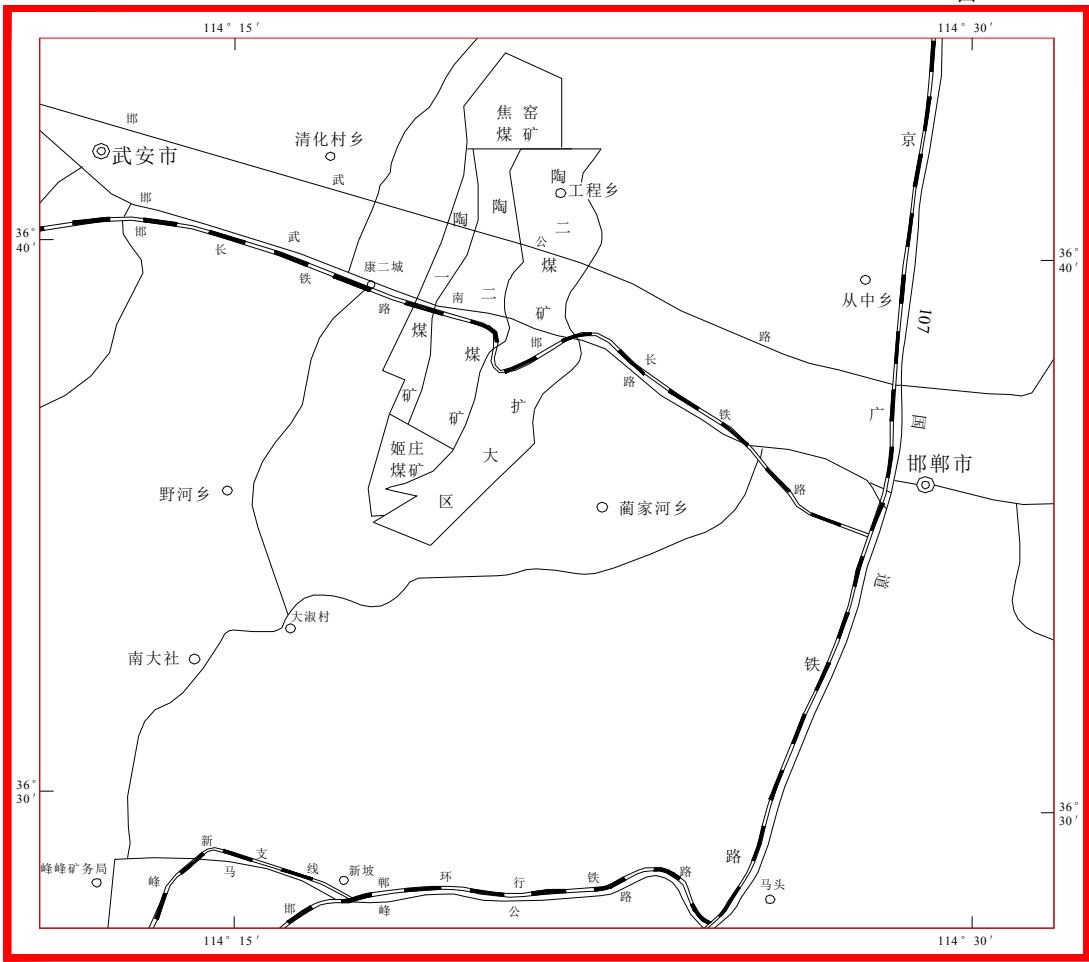 114° 15′
114° 30′
焦 窑
煤 矿
京
邯
清化村乡
武安市
武
陶
工程乡
陶
邯
陶
二
武
公
36°
40′
邯
长
煤
36°
40′
康二城
一
铁
二
南
从中乡
路
矿
107
煤
邯
路
煤
长
路
矿
扩
铁
广
国
矿
姬庄
煤矿
大
邯郸市
野河乡
区
路
蔺家河乡
道
大淑村
南大社
铁
36°
30′
36°
30′
新
支
路
峰峰矿务局
马
线
新坡
峰
郸
环
行
铁
路
马头
邯
峰
公
路
114° 15′
114° 30′